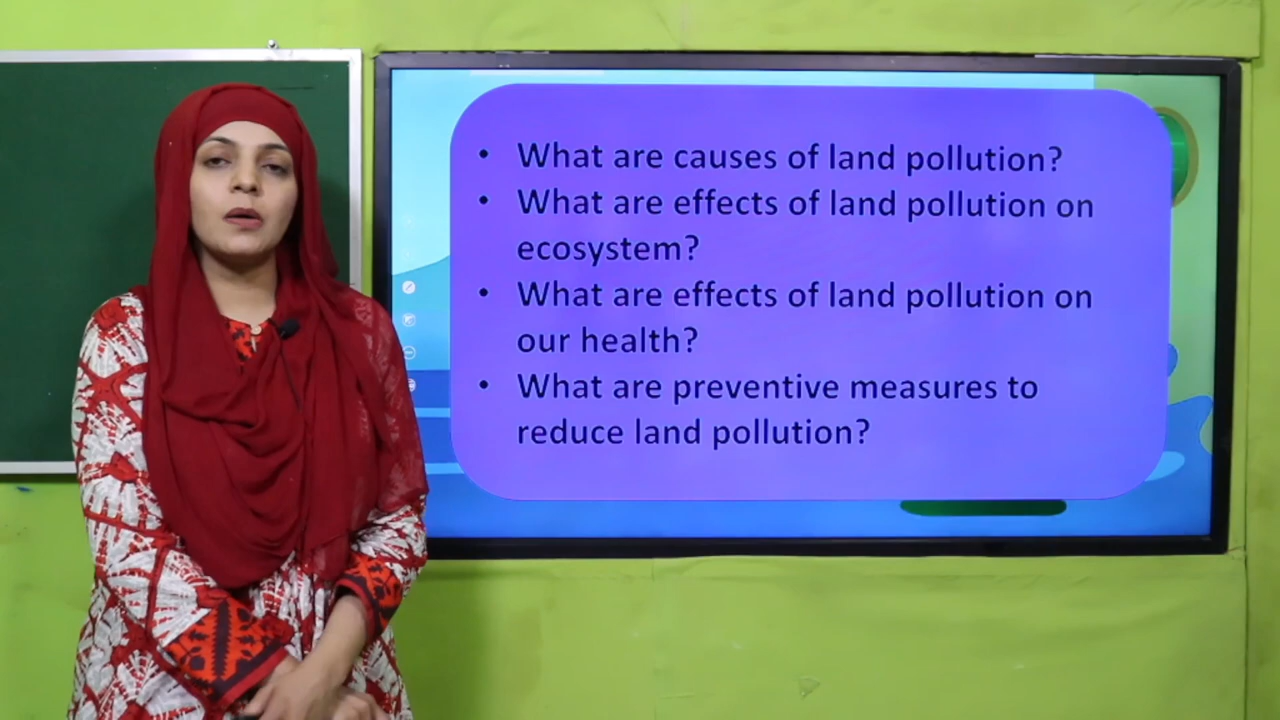 • What are causes of land pollution?
• What are effects of land pollution on
ecosystem?
• What are effects of land pollution on
our health?
• What are preventive measures to
reduce land pollution?